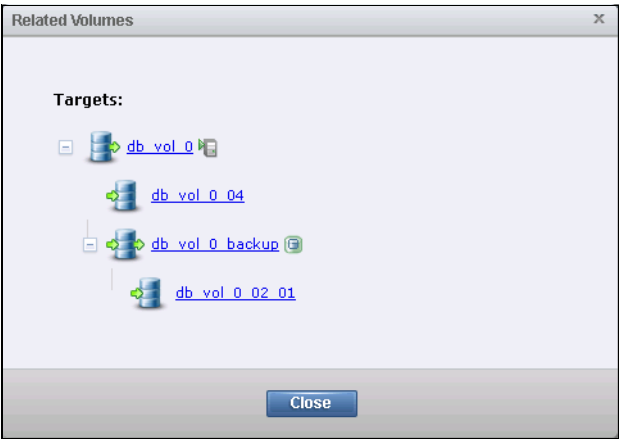 Related Volumes x
Targets:
db_vol_0
db_vol_0_04
db_vol_0_backup
db_vol_0_02_01
Close